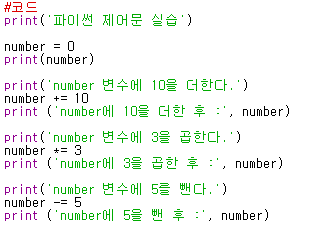 #코드
print('파이썬 제어문 실습')
number = 0
print(number)
print('number 변수에 10을 더한다.')
number += 10
print ('number에 10을 더한 후 :', number)
print('number 변수에 3을 곱한다.')
number *= 3
print ('number에 3을 곱한 후 :', number)
print('number 변수에 5를 뺀다.')
number -= 5
print ('number에 5을 뺀 후 :', number)